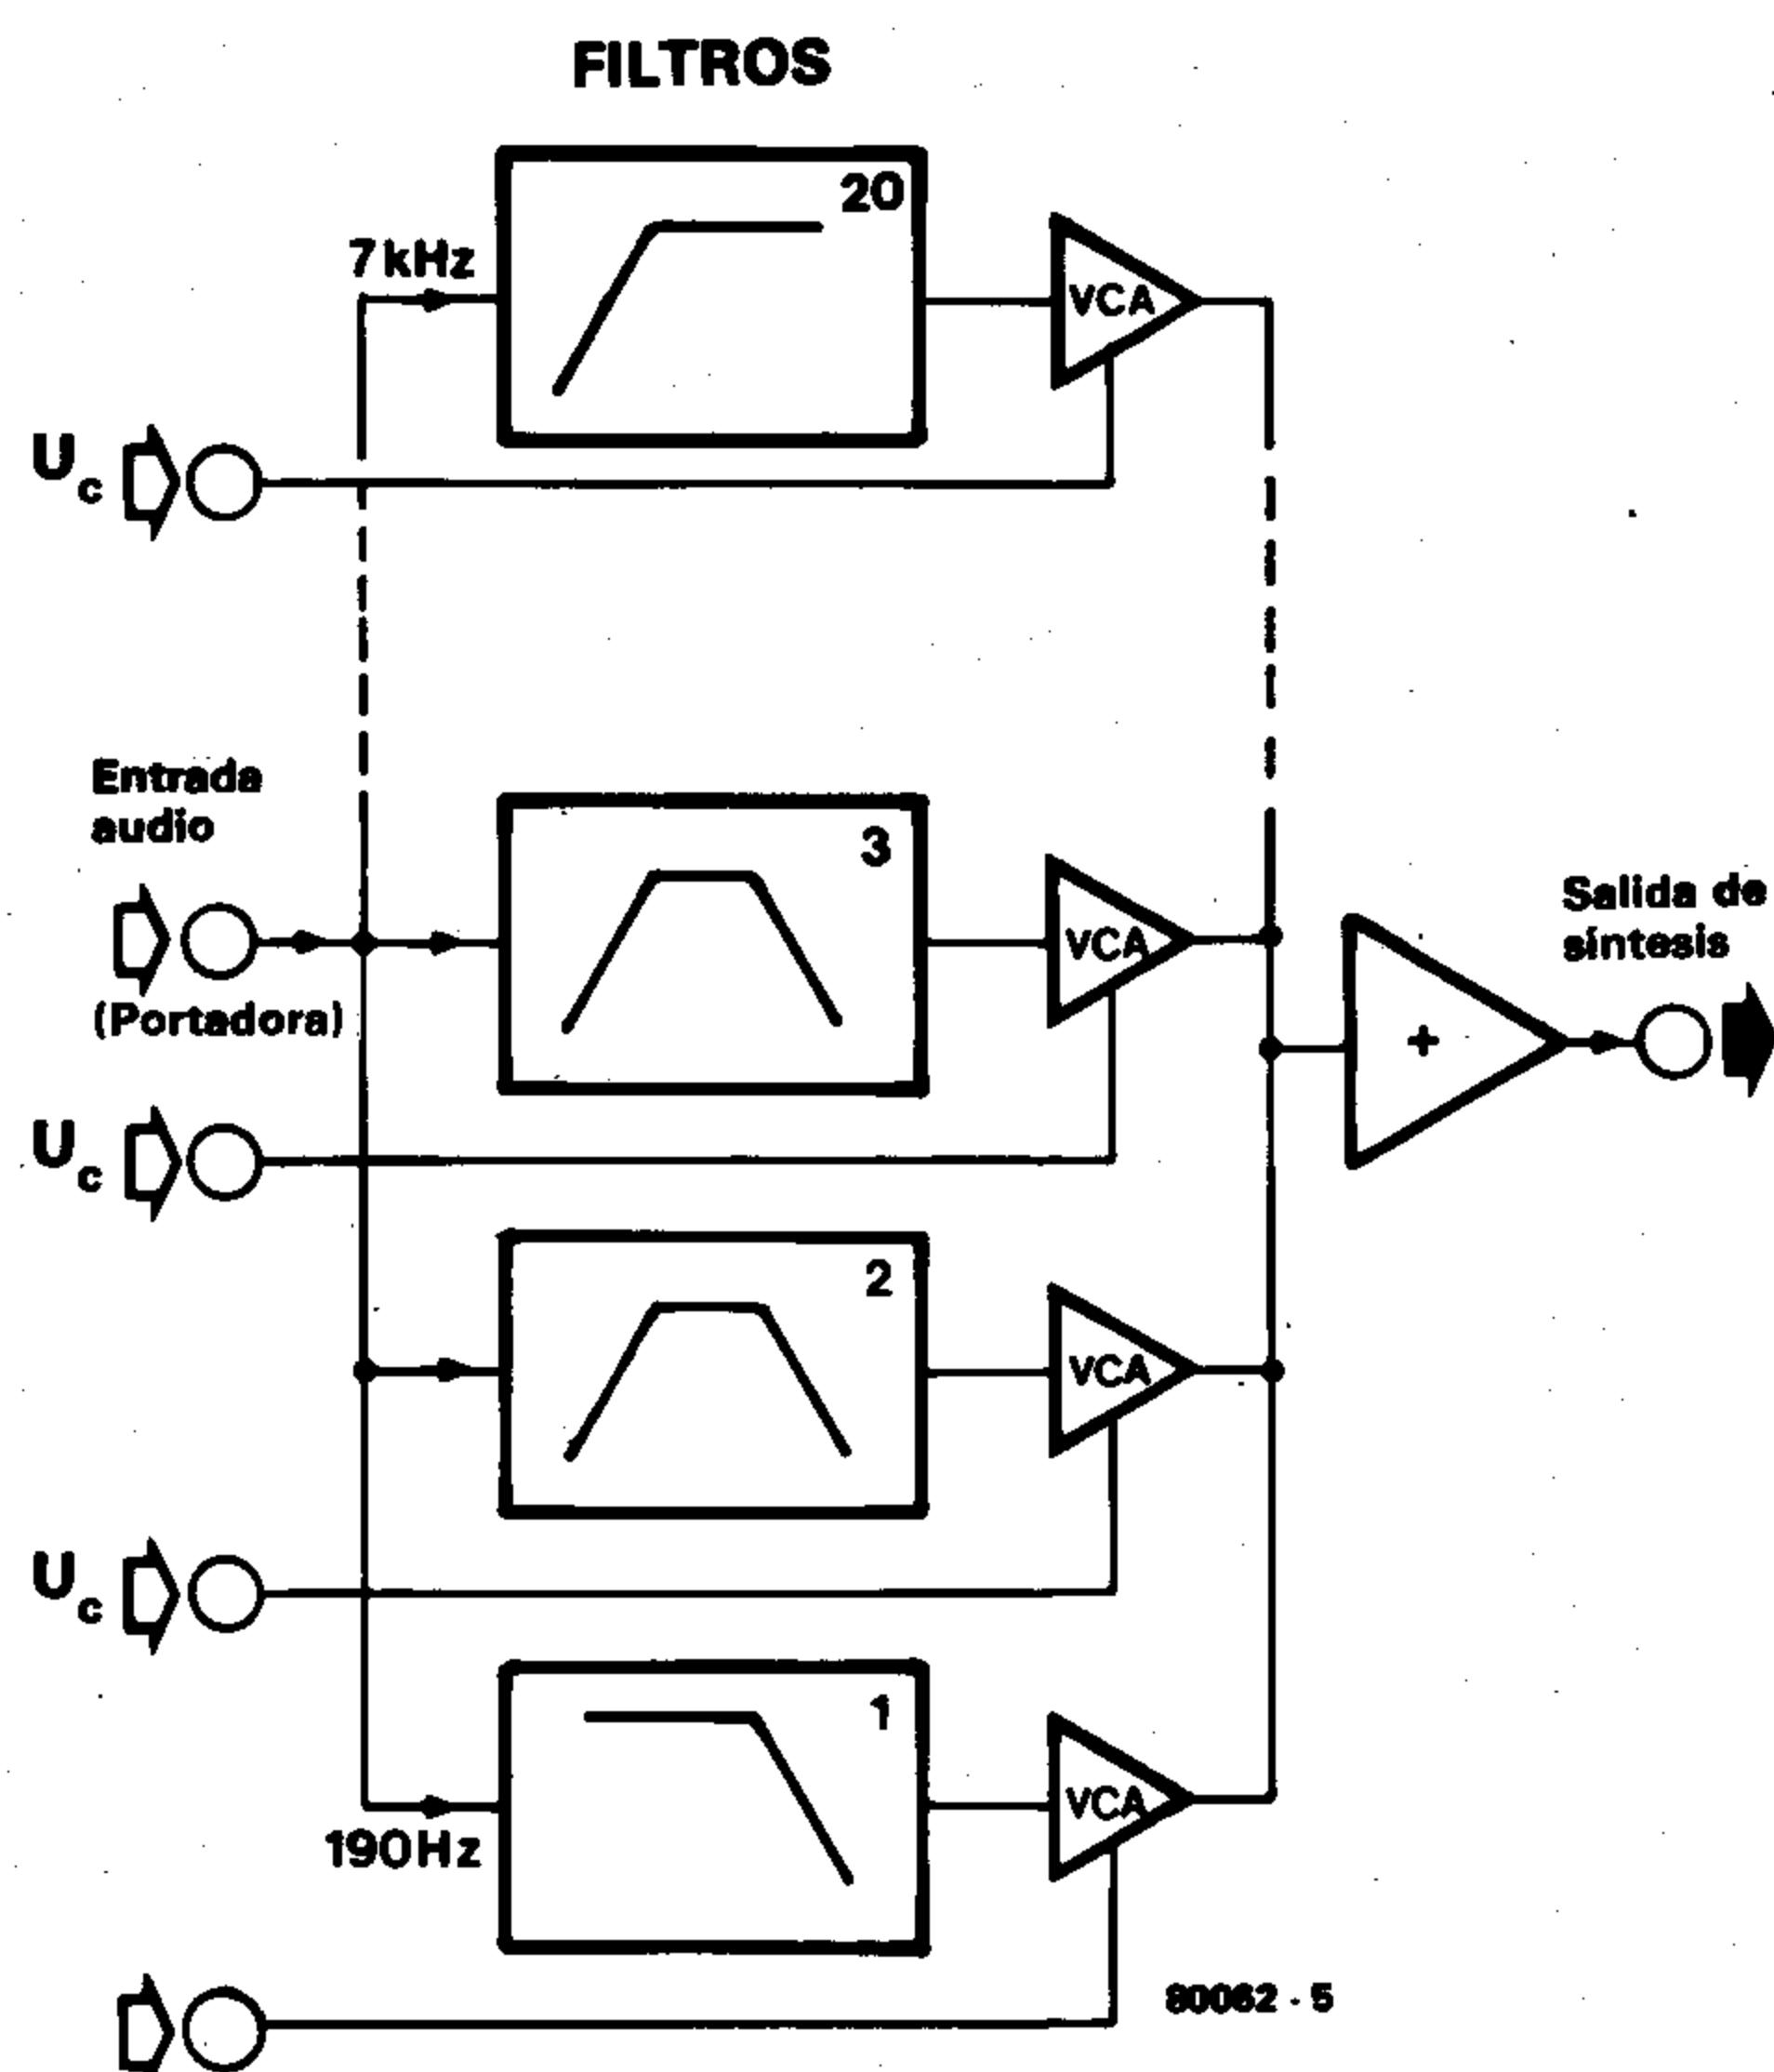 FILTROS
20
7kHz
VCA
Uc
Entrada
audio
3
VCA
Salida de
síntesis
(Portadora)
+
Uc
2
VCA
Uc
1
VCA
190Hz
80062 - 5